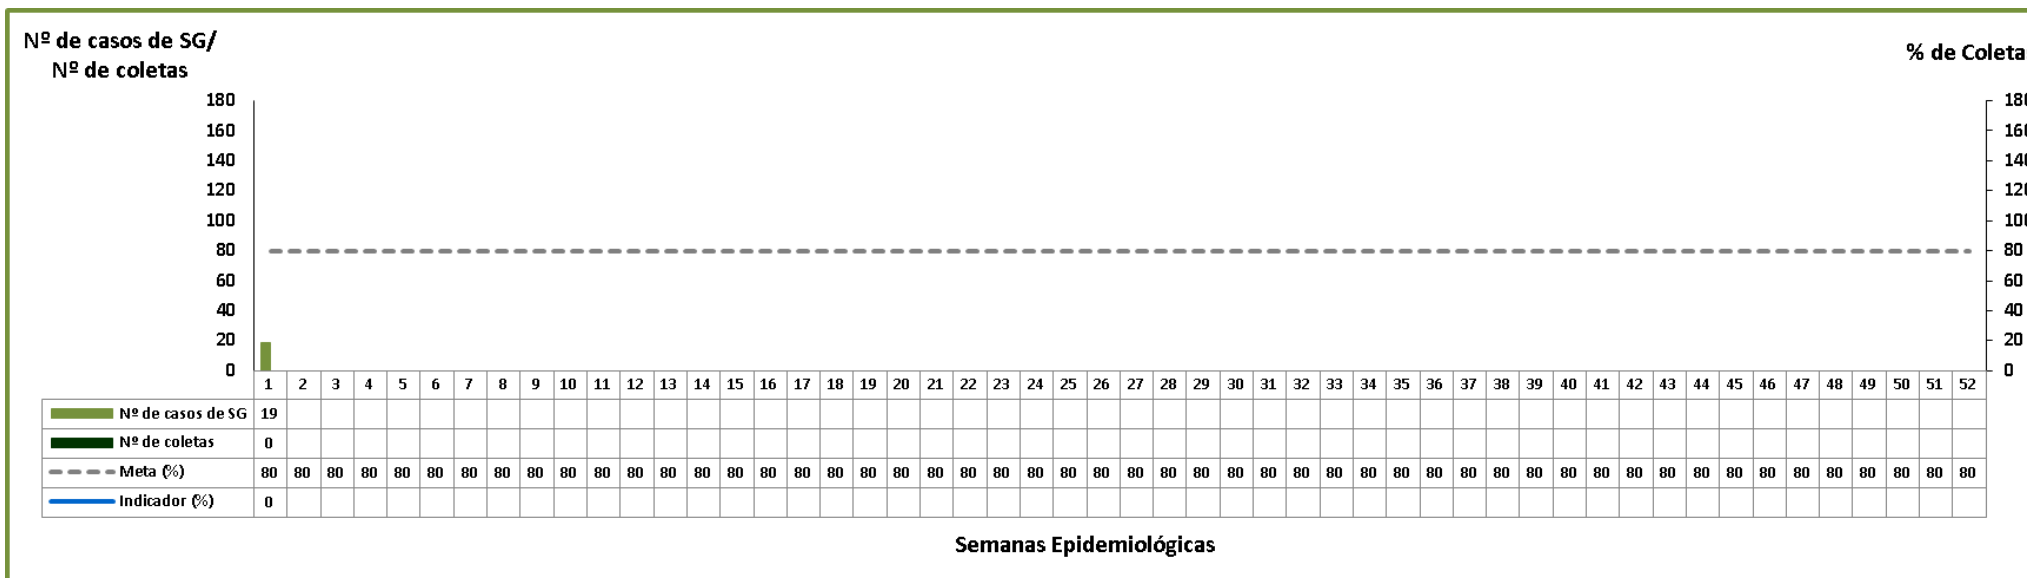 Nº de casos de SG/
Nº de coletas
% de Coleta
180 180
160 160
140 140
120 120
100 100
80 80
60 60
40 40
20 20
0 0
1 2 3 4 5 6 7 8 9 10 11 12 13 14 15 16 17 18 19 20 21 22 23 24 25 26 27 28 29 30 31 32 33 34 35 36 37 38 39 40 41 42 43 44 45 46 47 48 49 50 51 52
Nº de casos de SG 19
Nº de coletas 0
Meta (%) 80 80 80 80 80 80 80 80 80 80 80 80 80 80 80 80 80 80 80 80 80 80 80 80 80 80 80 80 80 80 80 80 80 80 80 80 80 80 80 80 80 80 80 80 80 80 80 80 80 80 80 80
Indicador (%) 0
Semanas Epidemiológicas